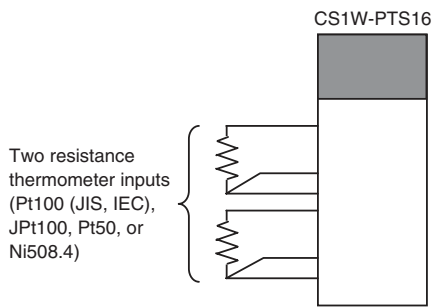 CS1W-PTS16
Two resistance
thermometer inputs
(Pt100 (JIS, IEC),
JPt100, Pt50, or
Ni508.4)